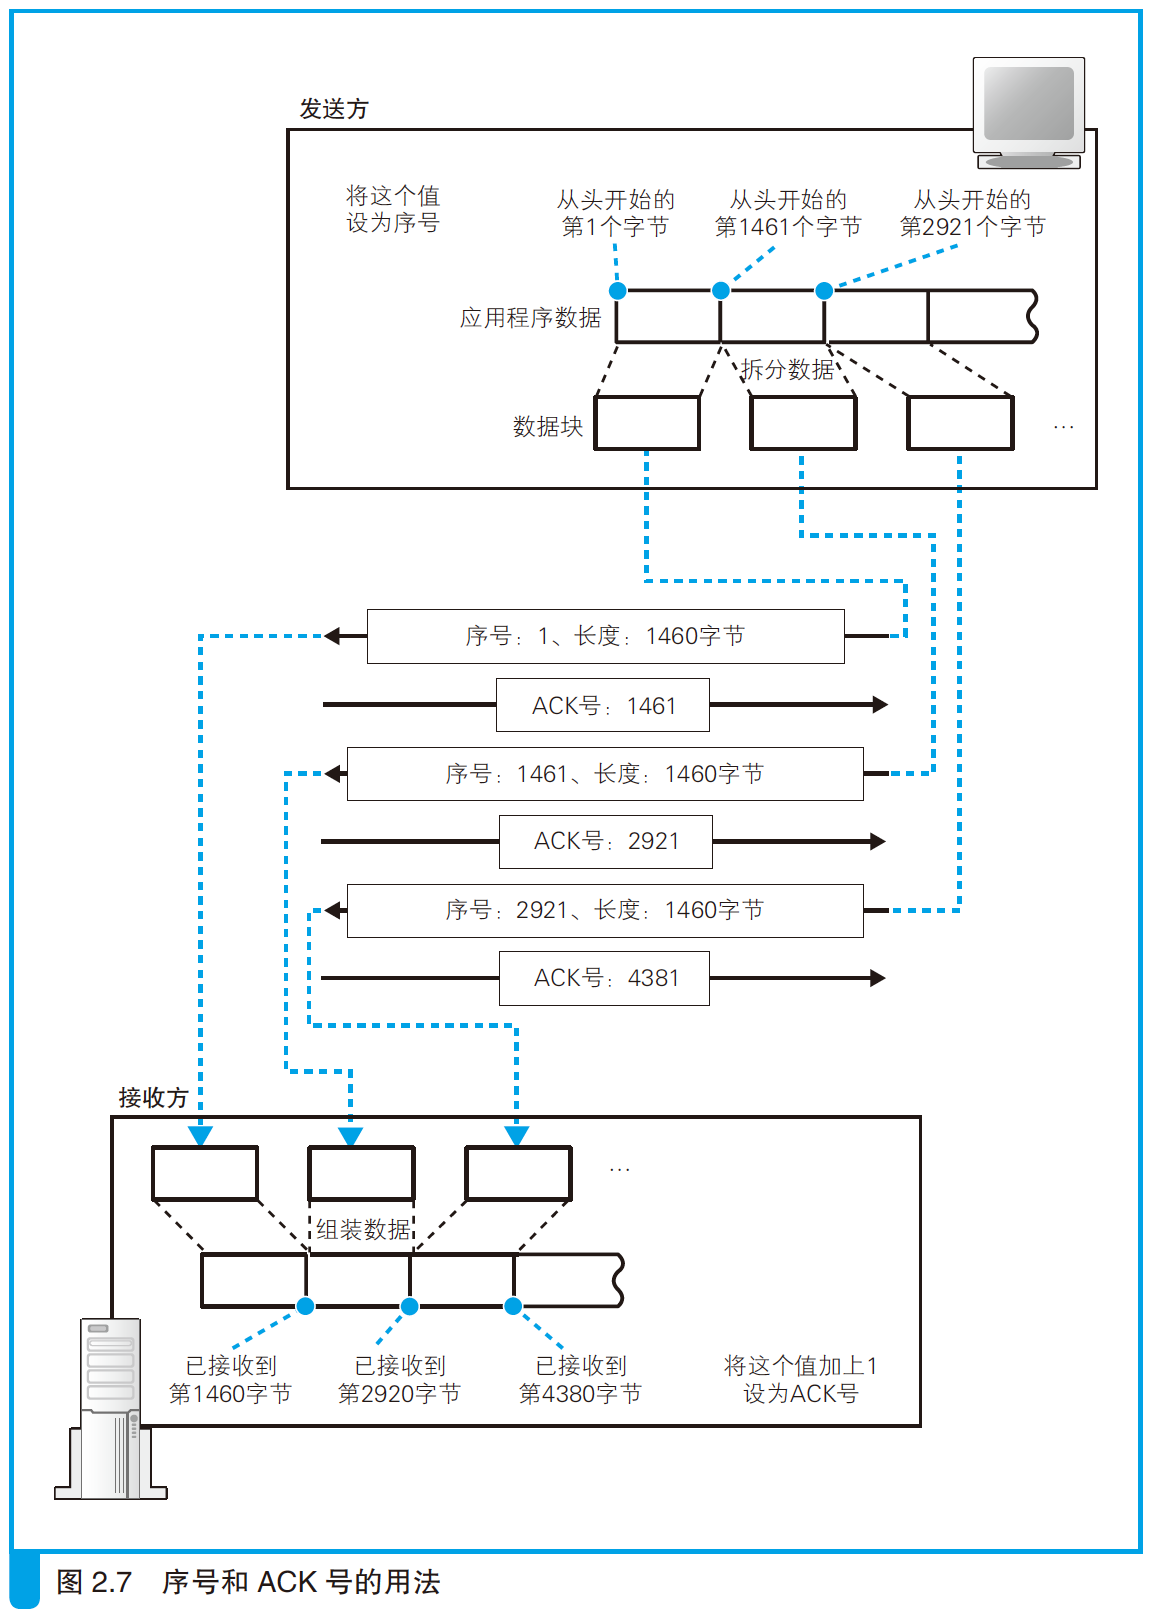 发送方
将这个值
设为序号
从头开始的
第1个字节
从头开始的
第1461个字节
从头开始的
第2921个字节
应用程序数据
拆分数据
数据块
…
序号：1、长度：1460字节
ACK号：1461
序号：1461、长度：1460字节
ACK号：2921
序号：2921、长度：1460字节
ACK号：4381
接收方
…
组装数据
已接收到
第1460字节
已接收到
第2920字节
已接收到
第4380字节
将这个值加上1
设为ACK号
图 2.7 序号和 ACK 号的用法